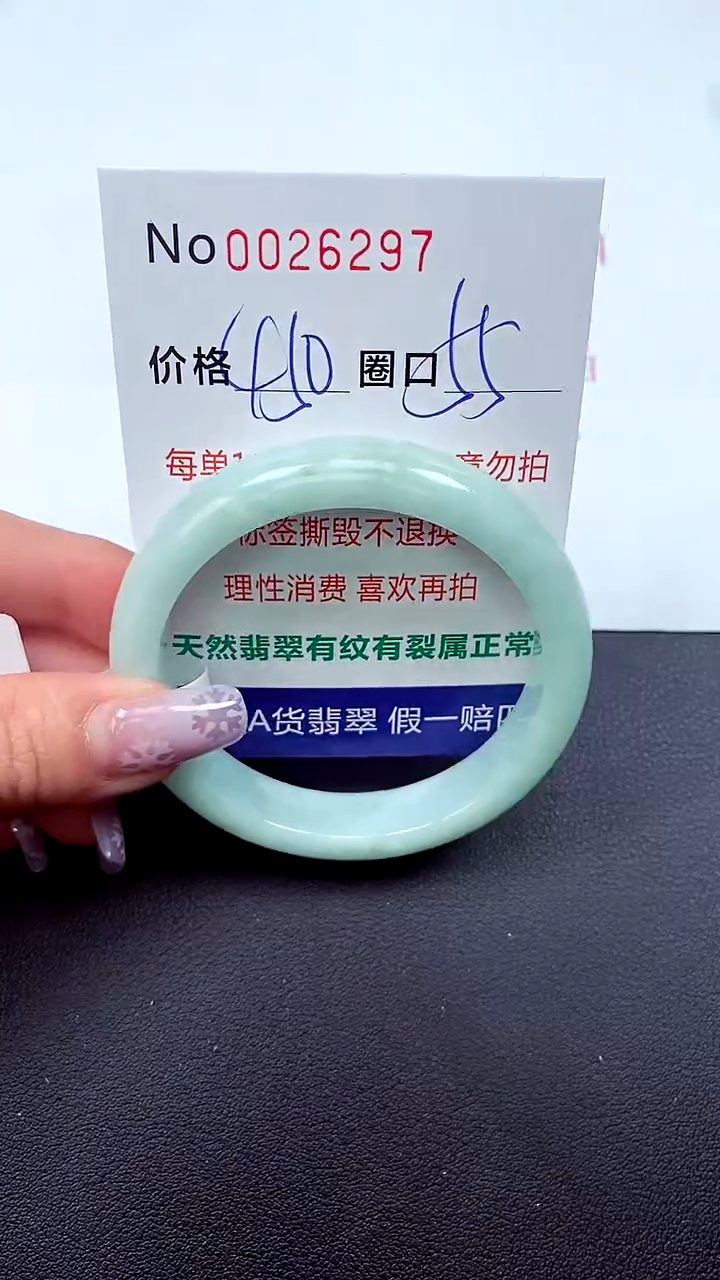 No 0026297
价格 圈口 55
每单 意勿拍
标签撕毁不退换
理性消费 喜欢再拍
天然翡翠有纹有裂属正常
A货翡翠 假一赔